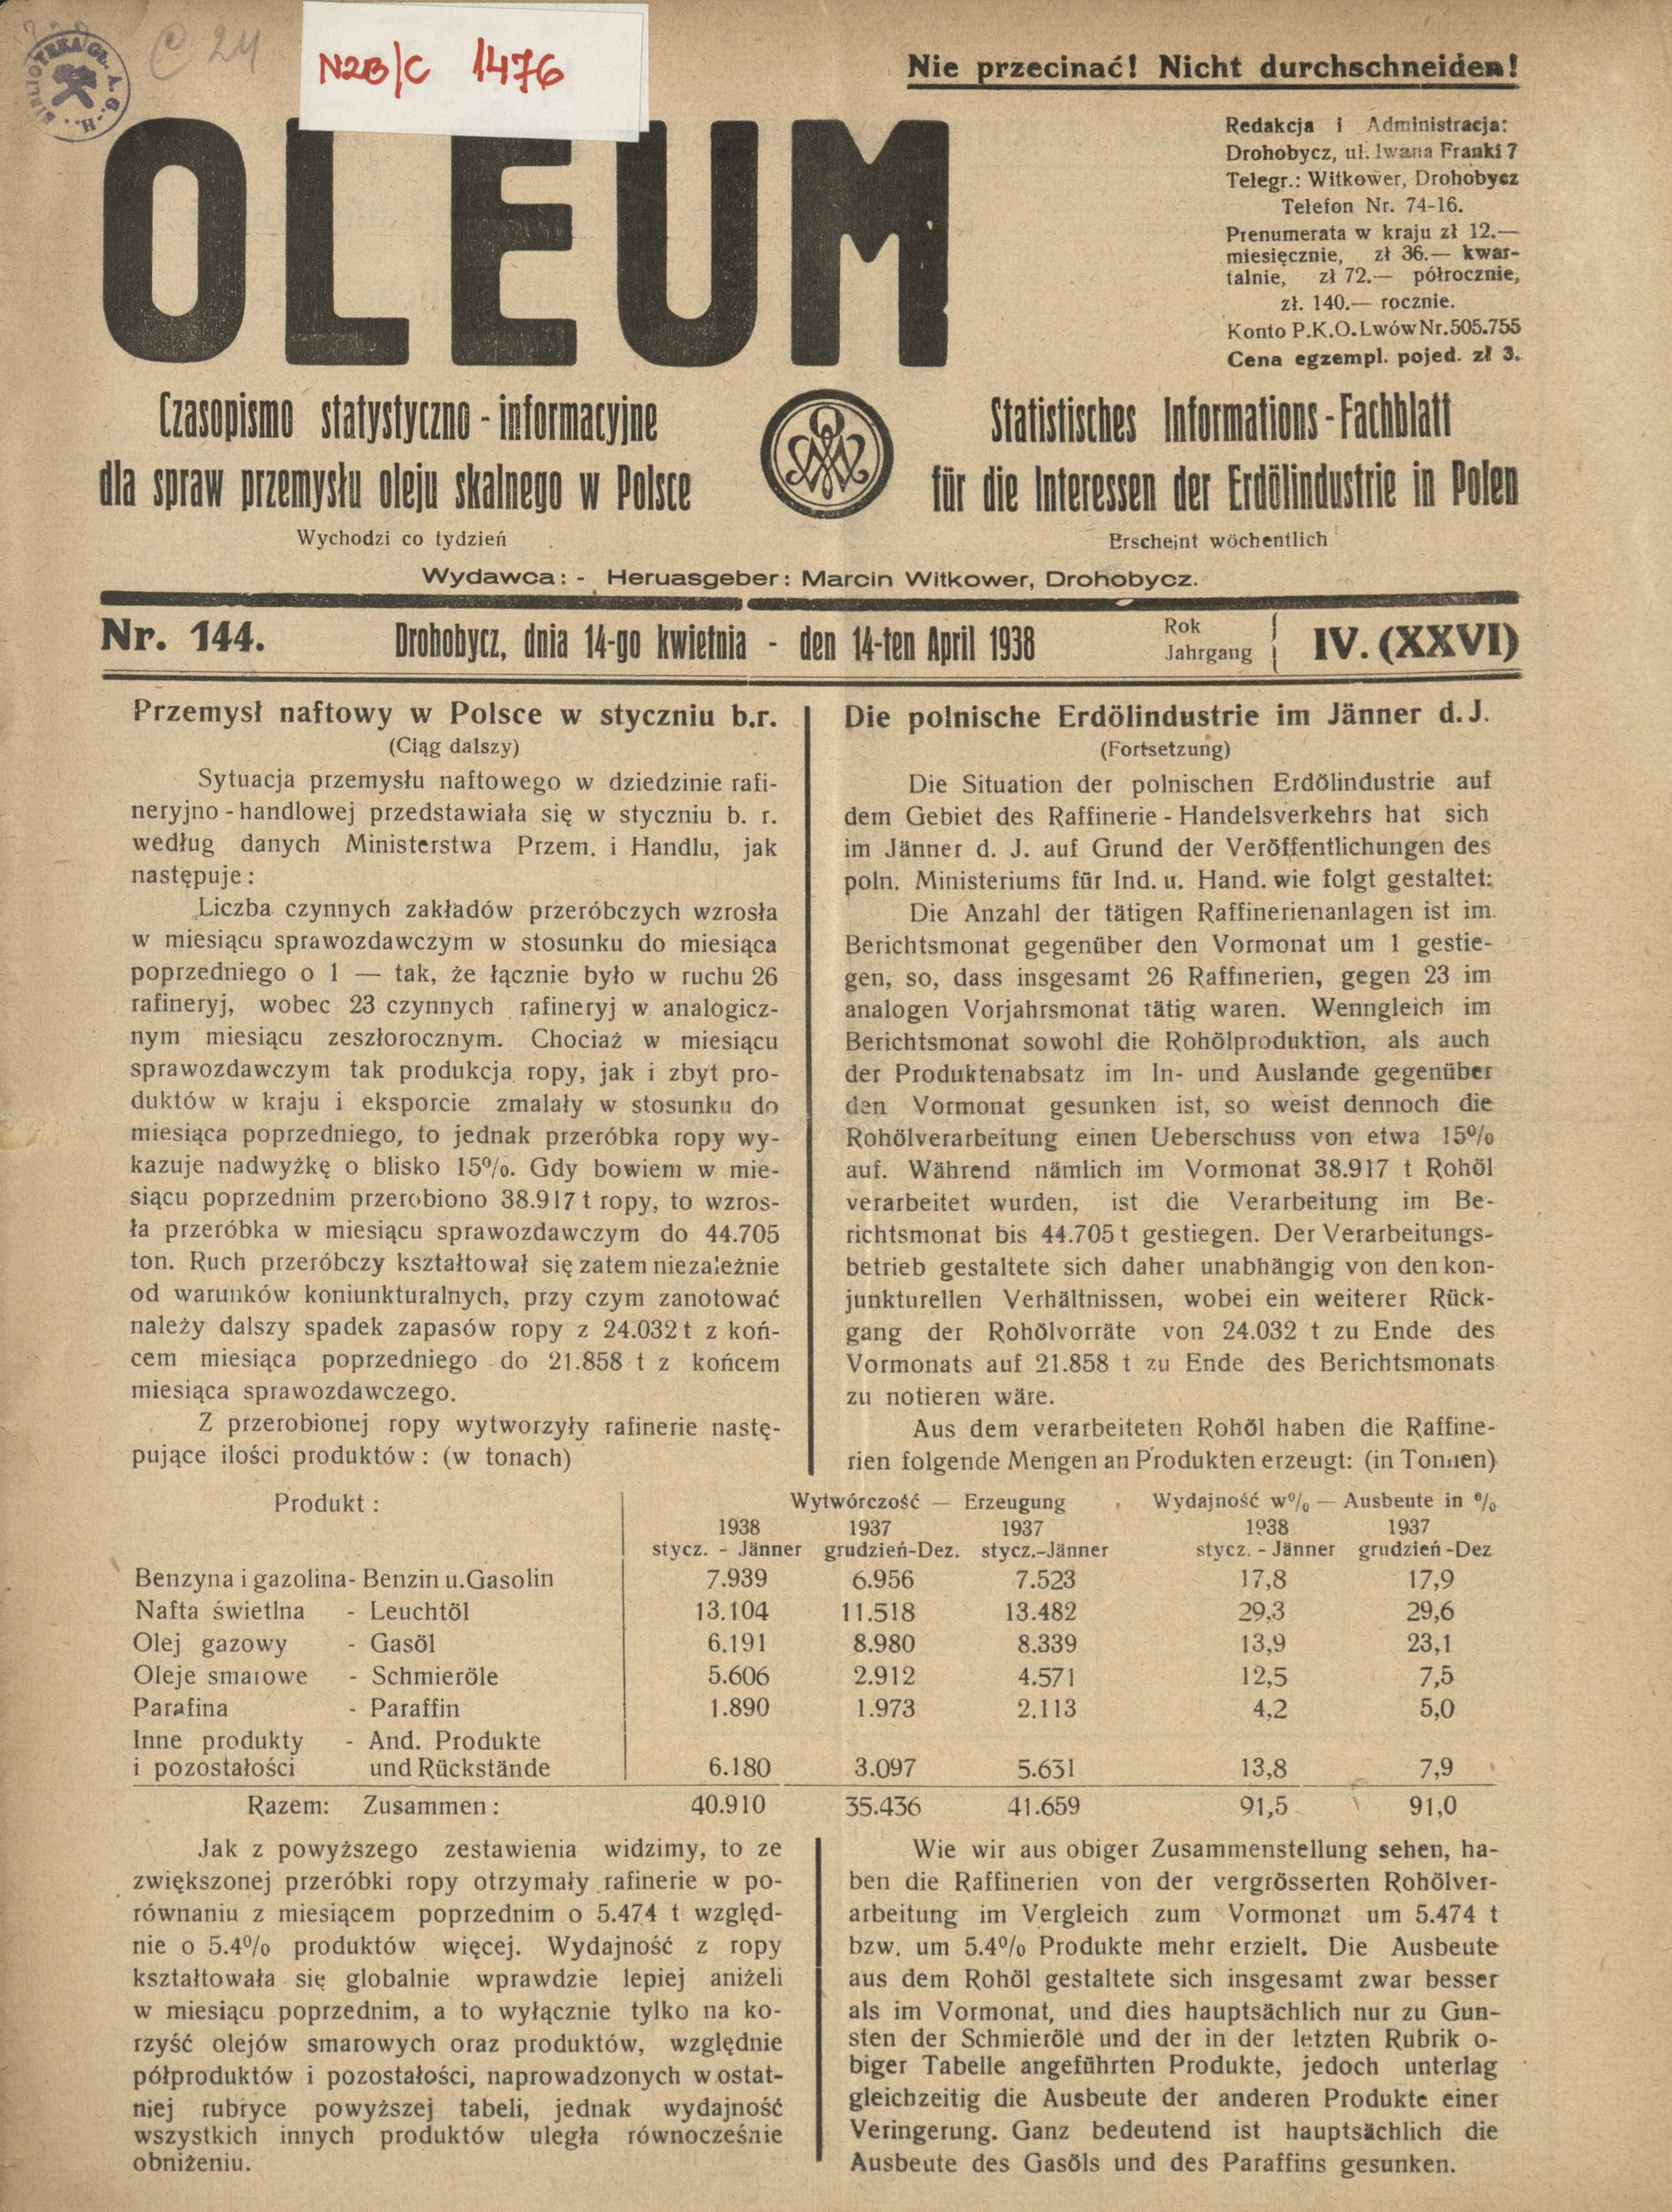 C 24
BIBLIOTEKA GŁ. A. G. H.
N2B/C 1476
Nie przecinać! Nicht durchschneiden!
OLEUM
Redakcja i Administracja:
Drohobycz, ul. Iwana Franki 7
Telegr.: Witkower, Drohobycz
Telefon Nr. 74-16.
Prenumerata w kraju zł 12.—
miesięcznie, zł 36.— kwar-
talnie, zł 72.— półrocznie,
zł. 140.— rocznie.
Konto P.K.O. Lwów Nr. 505.755
Cena egzempl. pojed. zł 3.
Czasopismo statystyczno - informacyjne
dla spraw przemysłu oleju skalnego w Polsce
Wychodzi co tydzień
Statistisches Informations - Fachblatt
für die Interessen der Erdölindustrie in Polen
Erscheint wöchentlich
Wydawca: - Heruasgeber: Marcin Witkower, Drohobycz.
Nr. 144. Drohobycz, dnia 14-go kwietnia - den 14-ten April 1938 Rok Jahrgang IV. (XXVI)
Przemysł naftowy w Polsce w styczniu b.r.
(Ciąg dalszy)
Sytuacja przemysłu naftowego w dziedzinie rafi-
neryjno - handlowej przedstawiała się w styczniu b. r.
według danych Ministerstwa Przem. i Handlu, jak
następuje :
Liczba czynnych zakładów przeróbczych wzrosła
w miesiącu sprawozdawczym w stosunku do miesiąca
poprzedniego o 1 — tak, że łącznie było w ruchu 26
rafineryj, wobec 23 czynnych rafineryj w analogicz-
nym miesiącu zeszłorocznym. Chociaż w miesiącu
sprawozdawczym tak produkcja ropy, jak i zbyt pro-
duktów w kraju i eksporcie zmalały w stosunku do
miesiąca poprzedniego, to jednak przeróbka ropy wy-
kazuje nadwyżkę o blisko 15%. Gdy bowiem w mie-
siącu poprzednim przerobiono 38.917 t ropy, to wzros-
ła przeróbka w miesiącu sprawozdawczym do 44.705
ton. Ruch przeróbczy kształtował się zatem niezależnie
od warunków koniunkturalnych, przy czym zanotować
należy dalszy spadek zapasów ropy z 24.032 t z koń-
cem miesiąca poprzedniego do 21.858 t z końcem
miesiąca sprawozdawczego.
Z przerobionej ropy wytworzyły rafinerie nastę-
pujące ilości produktów : (w tonach)
Die polnische Erdölindustrie im Jänner d. J.
(Fortsetzung)
Die Situation der polnischen Erdölindustrie auf
dem Gebiet des Raffinerie - Handelsverkehrs hat sich
im Jänner d. J. auf Grund der Veröffentlichungen des
poln. Ministeriums für Ind. u. Hand. wie folgt gestaltet:
Die Anzahl der tätigen Raffinerienanlagen ist im
Berichtsmonat gegenüber den Vormonat um 1 gestie-
gen, so, dass insgesamt 26 Raffinerien, gegen 23 im
analogen Vorjahrsmonat tätig waren. Wenngleich im
Berichtsmonat sowohl die Rohölproduktion, als auch
der Produktenabsatz im In- und Auslande gegenüber
den Vormonat gesunken ist, so weist dennoch die
Rohölverarbeitung einen Ueberschuss von etwa 15%
auf. Während nämlich im Vormonat 38.917 t Rohöl
verarbeitet wurden, ist die Verarbeitung im Be-
richtsmonat bis 44.705 t gestiegen. Der Verarbeitungs-
betrieb gestaltete sich daher unabhängig von den kon-
junkturellen Verhältnissen, wobei ein weiterer Rück-
gang der Rohölvorräte von 24.032 t zu Ende des
Vormonats auf 21.858 t zu Ende des Berichtsmonats
zu notieren wäre.
Aus dem verarbeiteten Rohöl haben die Raffine-
rien folgende Mengen an Produkten erzeugt: (in Tonnen)
Produkt : Wytwórczość — Erzeugung Wydajność w % — Ausbeute in %
1938 1937 1937 1938 1937
stycz. - Jänner grudzień-Dez. stycz.-Jänner stycz. - Jänner grudzień - Dez
Benzyna i gazolina- Benzin u. Gasolin 7.939 6.956 7.523 17,8 17,9
Nafta świetlna - Leuchtöl 13.104 11.518 13.482 29,3 29,6
Olej gazowy - Gasöl 6.191 8.980 8.339 13,9 23,1
Oleje smarowe - Schmieröle 5.606 2.912 4.571 12,5 7,5
Parafina - Paraffin 1.890 1.973 2.113 4,2 5,0
Inne produkty - And. Produkte
i pozostałości und Rückstände 6.180 3.097 5.631 13,8 7,9
Razem: Zusammen : 40.910 35.436 41.659 91,5 91,0
Jak z powyższego zestawienia widzimy, to ze
zwiększonej przeróbki ropy otrzymały rafinerie w po-
równaniu z miesiącem poprzednim o 5.474 t względ-
nie o 5.4% produktów więcej. Wydajność z ropy
kształtowała się globalnie wprawdzie lepiej aniżeli
w miesiącu poprzednim, a to wyłącznie tylko na ko-
rzyść olejów smarowych oraz produktów, względnie
półproduktów i pozostałości, naprowadzonych w ostat-
niej rubryce powyższej tabeli, jednak wydajność
wszystkich innych produktów uległa równocześnie
obniżeniu.
Wie wir aus obiger Zusammenstellung sehen, ha-
ben die Raffinerien von der vergrösserten Rohölver-
arbeitung im Vergleich zum Vormonat um 5.474 t
bzw. um 5.4% Produkte mehr erzielt. Die Ausbeute
aus dem Rohöl gestaltete sich insgesamt zwar besser
als im Vormonat, und dies hauptsächlich nur zu Gun-
sten der Schmieröle und der in der letzten Rubrik o-
biger Tabelle angeführten Produkte, jedoch unterlag
gleichzeitig die Ausbeute der anderen Produkte einer
Veringerung. Ganz bedeutend ist hauptsächlich die
Ausbeute des Gasöls und des Paraffins gesunken.